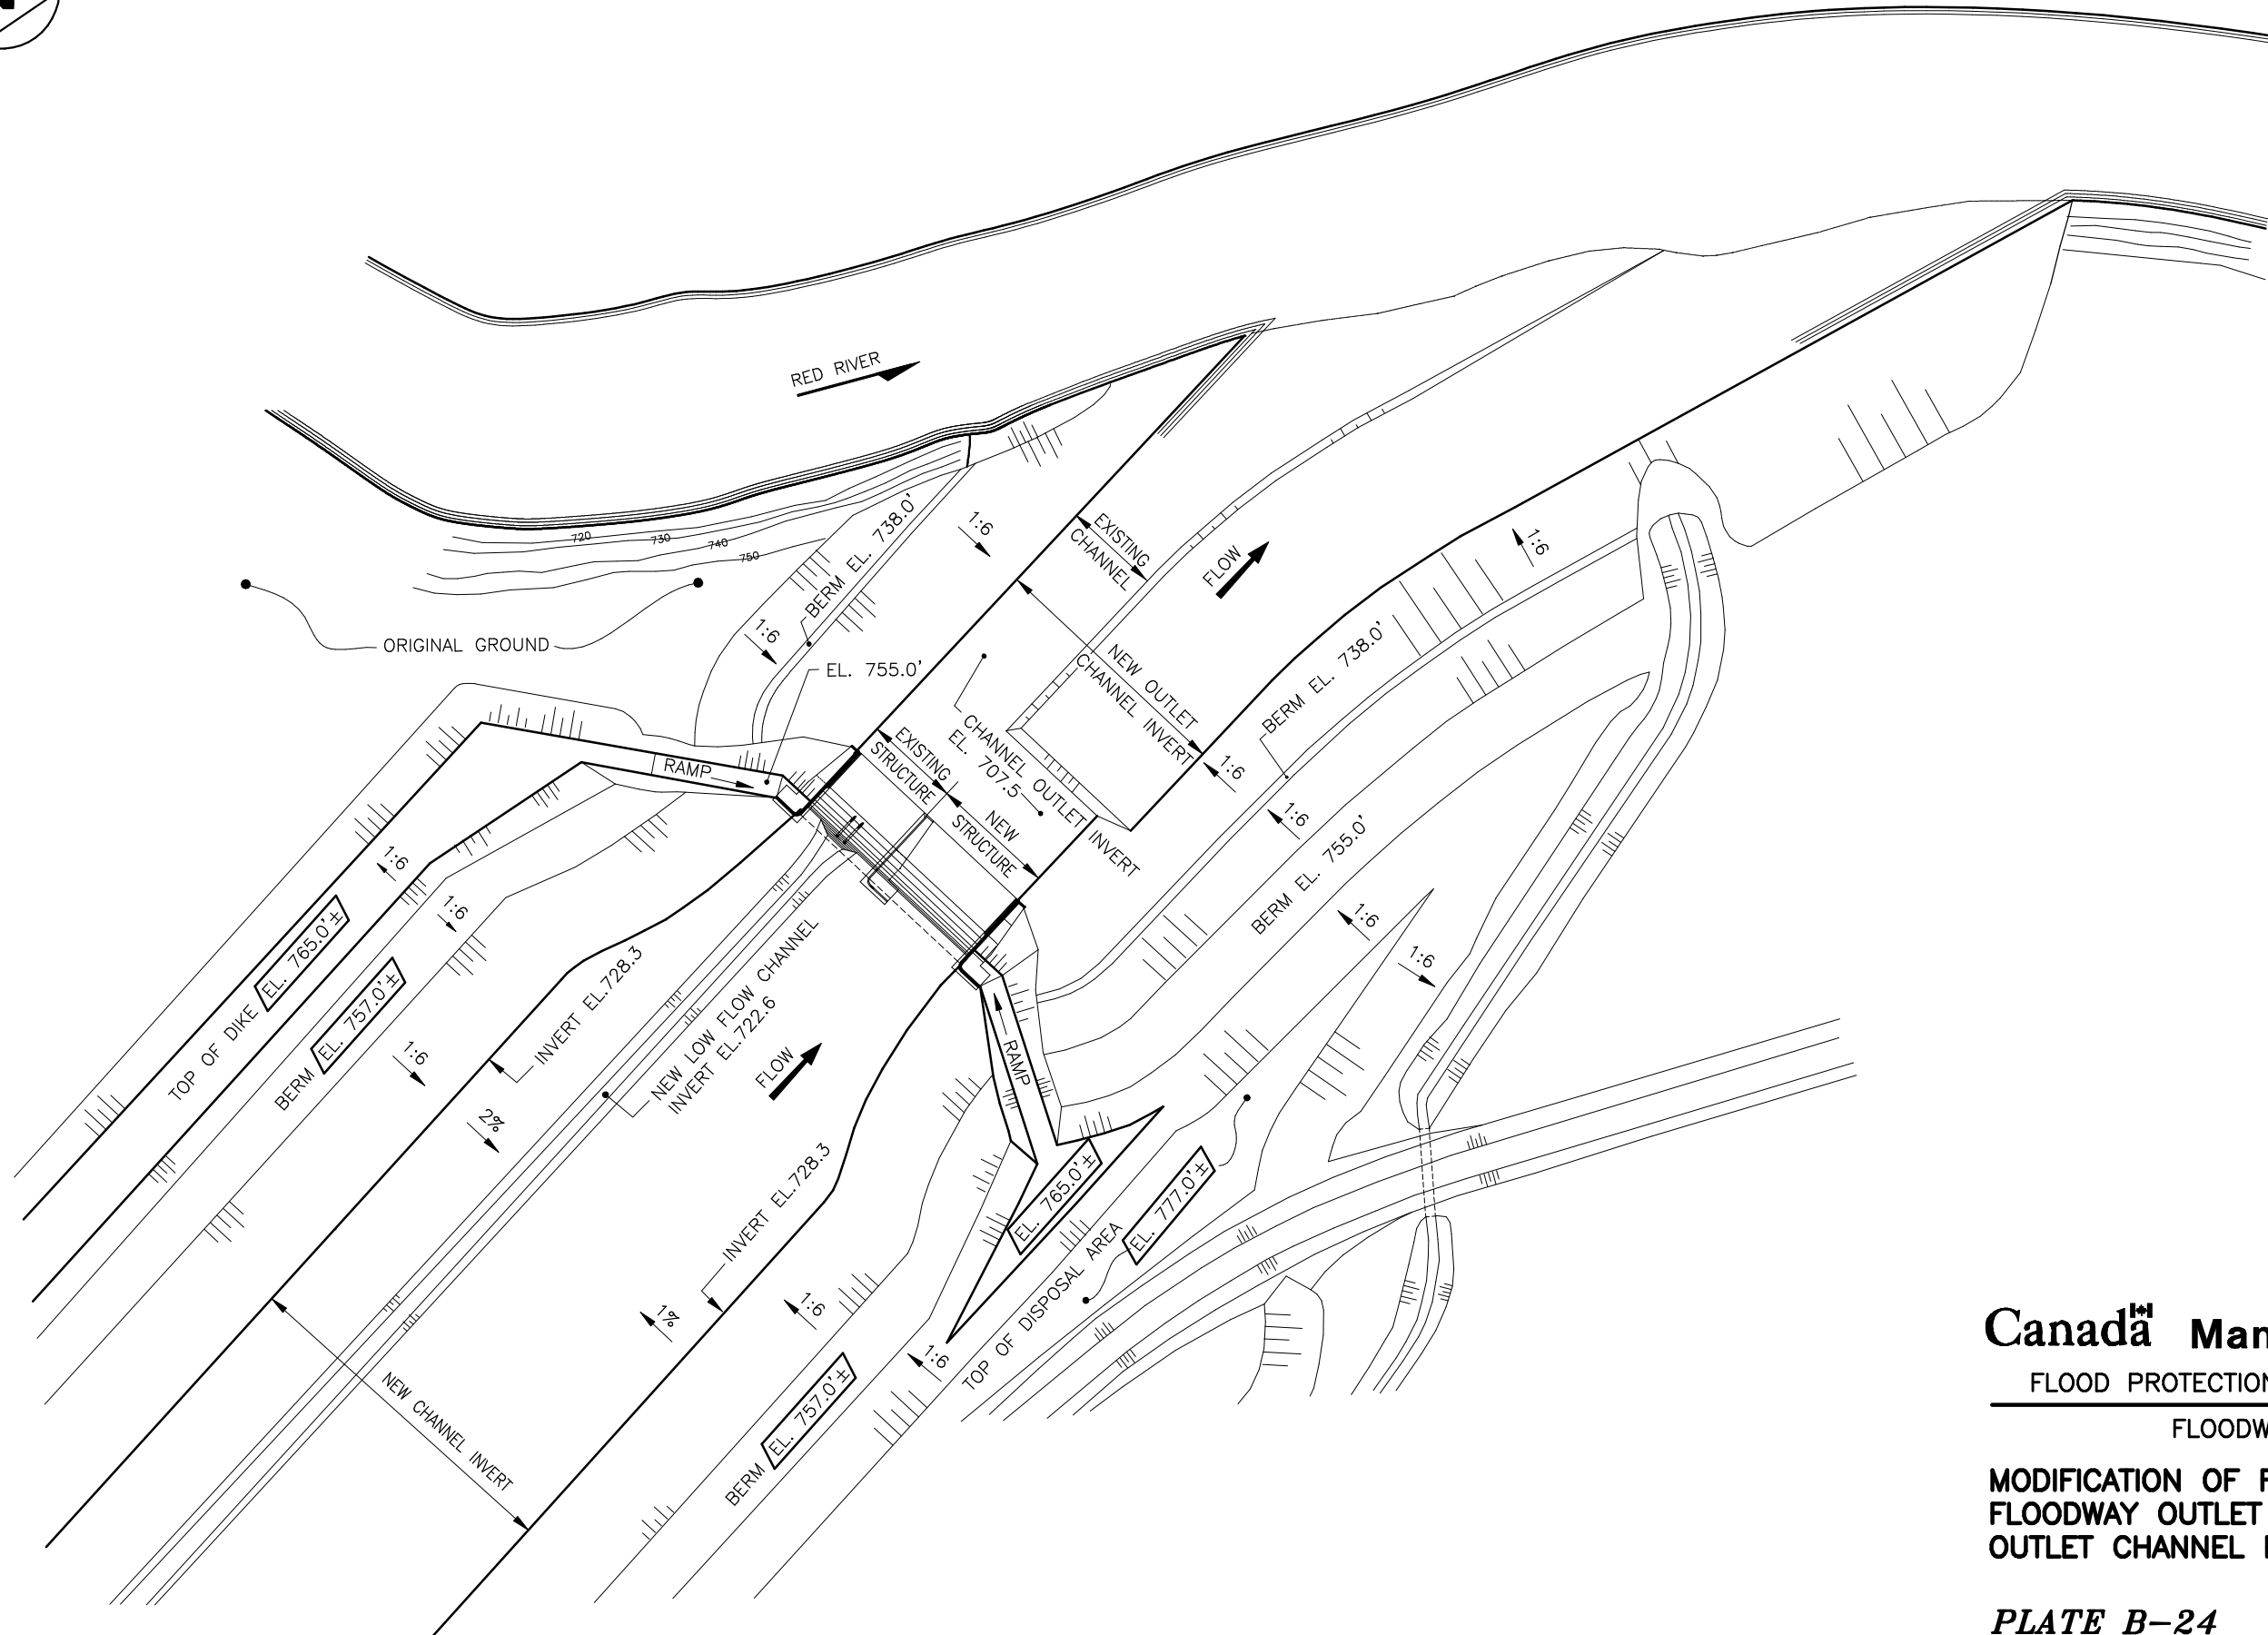 RED RIVER
720
730
740
750
ORIGINAL GROUND
BERM EL. 738.0'
1:6
1:6
EL. 755.0'
EXISTING
CHANNEL
FLOW
1:6
NEW OUTLET
CHANNEL INVERT
BERM EL. 738.0'
CHANNEL OUTLET INVERT
EL. 707.5
EXISTING
STRUCTURE
NEW
STRUCTURE
1:6
1:6
BERM EL. 755.0'
1:6
1:6
RAMP
1:6
1:6
TOP OF DIKE
EL. 765.0'±
BERM
EL. 757.0'±
1:6
INVERT EL.728.3
2%
NEW LOW FLOW CHANNEL
INVERT EL.722.6
FLOW
RAMP
INVERT EL.728.3
EL. 765.0'±
EL. 777.0'±
TOP OF DISPOSAL AREA
1%
1:6
1:6
BERM
EL. 757.0'±
NEW CHANNEL INVERT
Canada
FLOOD PROTECTION
MODIFICATION OF
FLOODWAY OUTLET
OUTLET CHANNEL
PLATE B-24